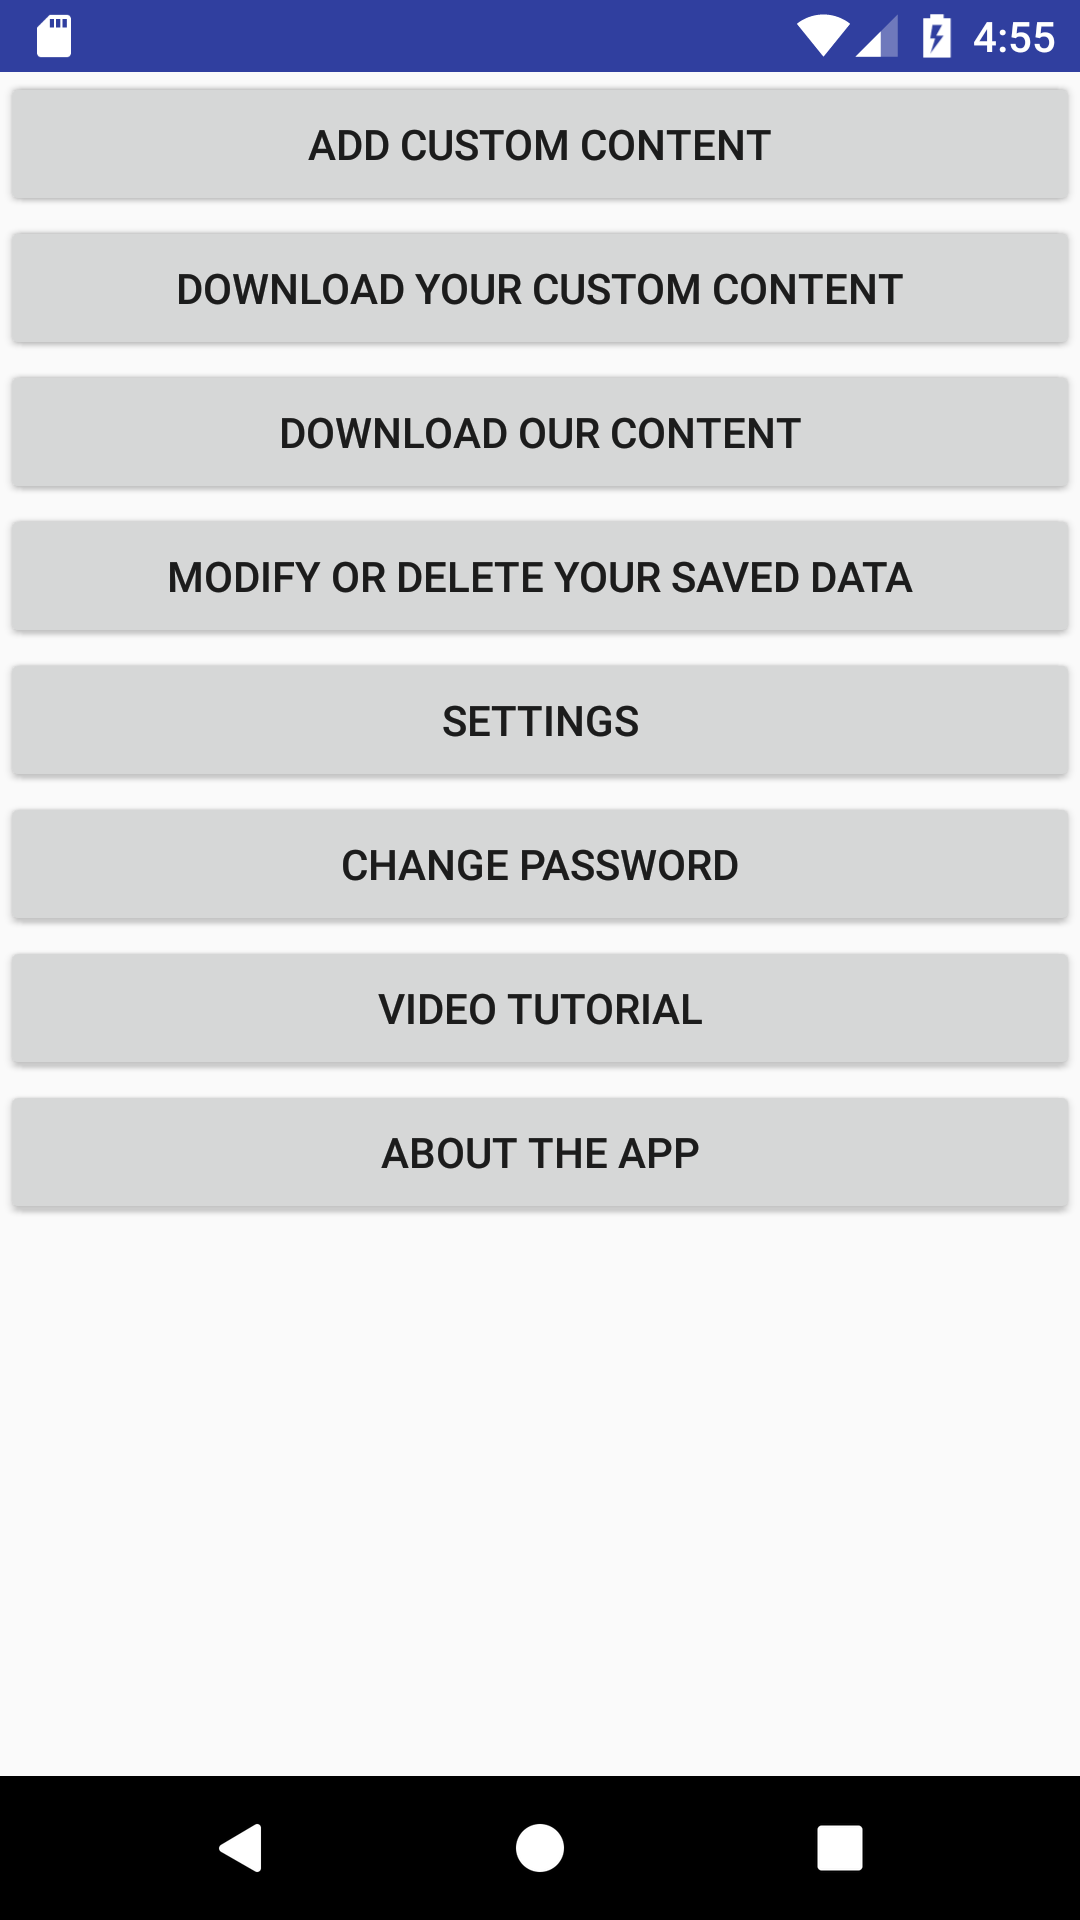 4:55
ADD CUSTOM CONTENT
DOWNLOAD YOUR CUSTOM CONTENT
DOWNLOAD OUR CONTENT
MODIFY OR DELETE YOUR SAVED DATA
SETTINGS
CHANGE PASSWORD
VIDEO TUTORIAL
ABOUT THE APP